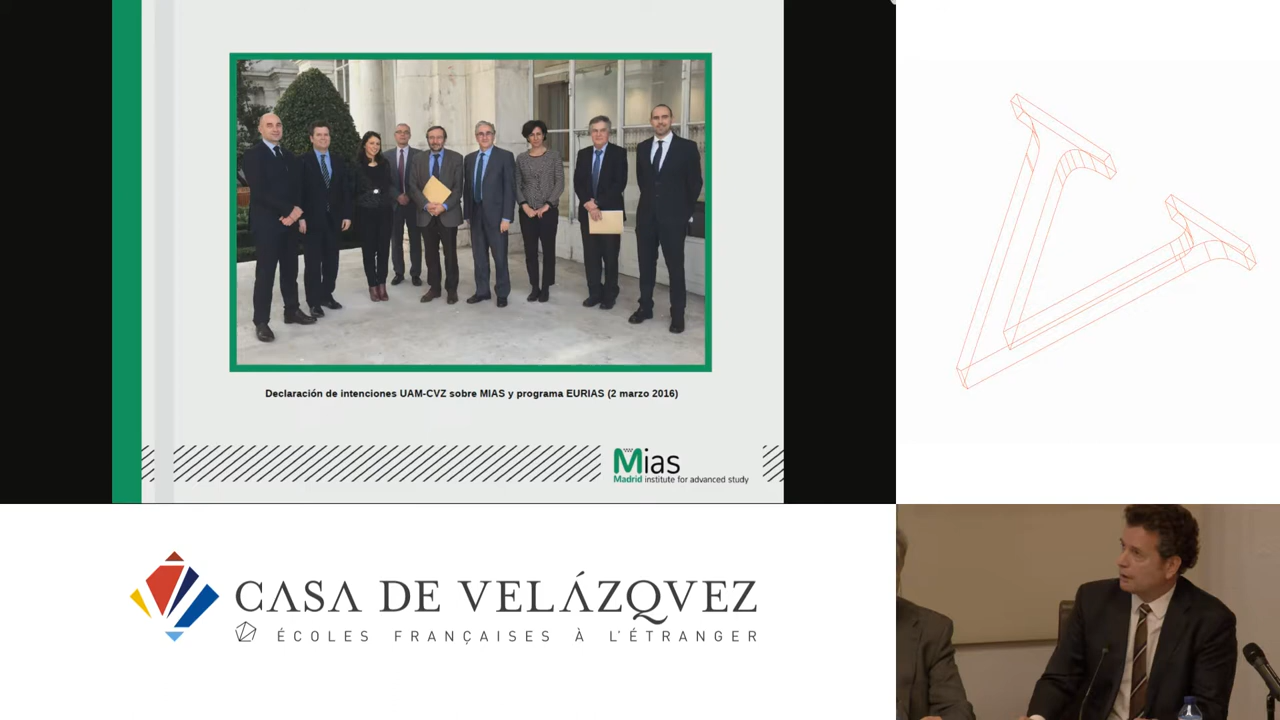 Declaración de intenciones UAM-CVZ sobre MIAS y programa EURIAS (2 marzo 2016)
Mias
Madrid institute for advanced study
CASA DE VELÁZQVEZ
ÉCOLES FRANÇAISES À L'ÉTRANGER